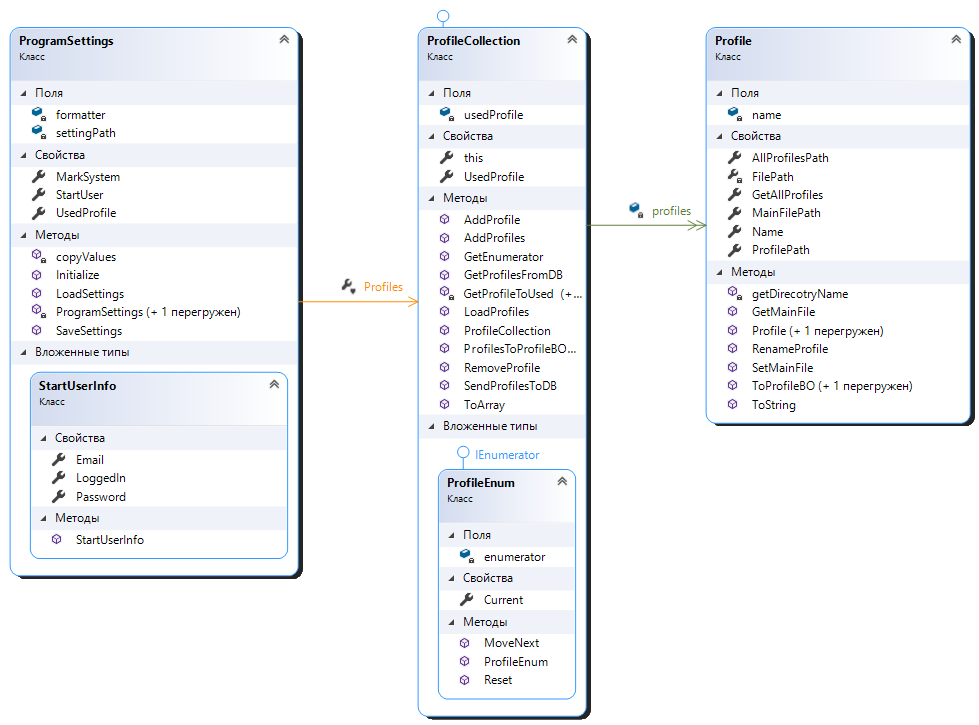 ProgramSettings
Класс
Поля
formatter
settingPath
Свойства
MarkSystem
StartUser
UsedProfile
Методы
copyValues
Initialize
LoadSettings
ProgramSettings (+ 1 перегружен)
SaveSettings
Вложенные типы
StartUserInfo
Класс
Свойства
Email
LoggedIn
Password
Методы
StartUserInfo
Profiles
ProfileCollection
Класс
Поля
usedProfile
Свойства
this
UsedProfile
Методы
AddProfile
AddProfiles
GetEnumerator
GetProfilesFromDB
GetProfileToUsed (+...
LoadProfiles
ProfileCollection
ProfilesToProfileBO...
RemoveProfile
SendProfilesToDB
ToArray
Вложенные типы
IEnumerator
ProfileEnum
Класс
Поля
enumerator
Свойства
Current
Методы
MoveNext
ProfileEnum
Reset
profiles
Profile
Класс
Поля
name
Свойства
AllProfilesPath
FilePath
GetAllProfiles
MainFilePath
Name
ProfilePath
Методы
getDirecotryName
GetMainFile
Profile (+ 1 перегружен)
RenameProfile
SetMainFile
ToProfileBO (+ 1 перегружен)
ToString